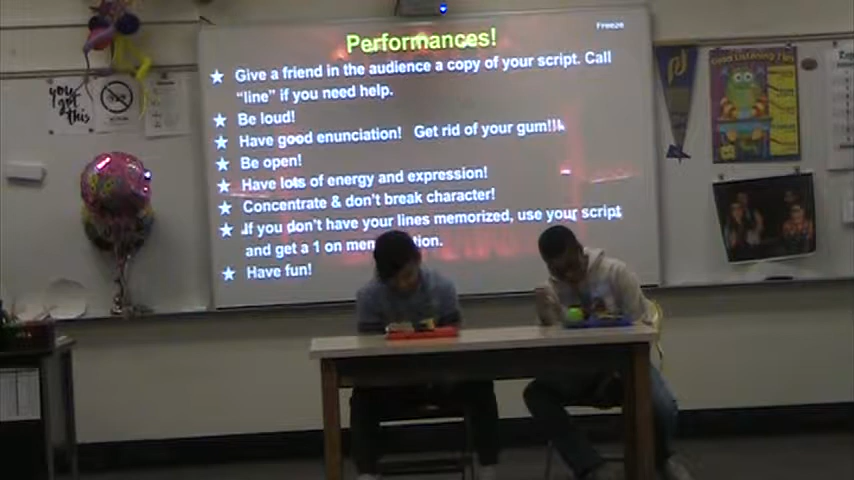 Freeze
Performances!
Give a friend in the audience a copy of your script. Call
"line" if you need help.
Be loud!
Have good enunciation! Get rid of your gum!!!
Be open!
Have lots of energy and expression!
Concentrate & don't break character!
If you don't have your lines memorized, use your script
and get a 1 on
Have fun!
you
got
this
Good Listening